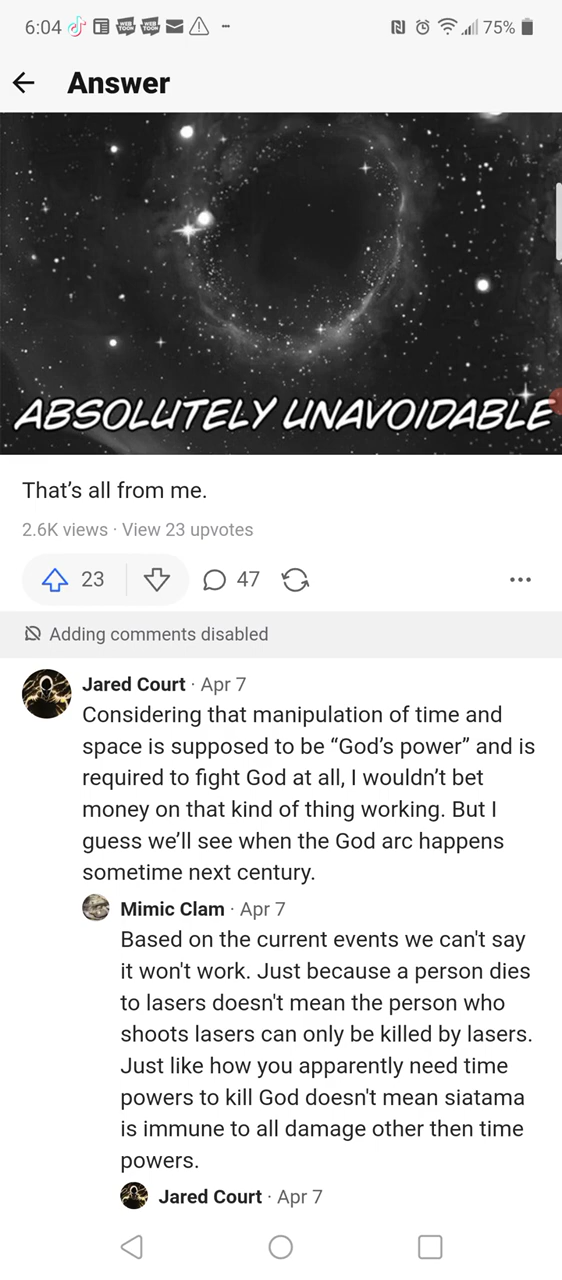 6:04
75%
Answer
ABSOLUTELY UNAVOIDABLE
That’s all from me.
2.6K views · View 23 upvotes
23
47
Adding comments disabled
Jared Court · Apr 7
Considering that manipulation of time and
space is supposed to be “God’s power” and is
required to fight God at all, I wouldn’t bet
money on that kind of thing working. But I
guess we’ll see when the God arc happens
sometime next century.
Mimic Clam · Apr 7
Based on the current events we can't say
it won't work. Just because a person dies
to lasers doesn't mean the person who
shoots lasers can only be killed by lasers.
Just like how you apparently need time
powers to kill God doesn't mean siatama
is immune to all damage other then time
powers.
Jared Court · Apr 7